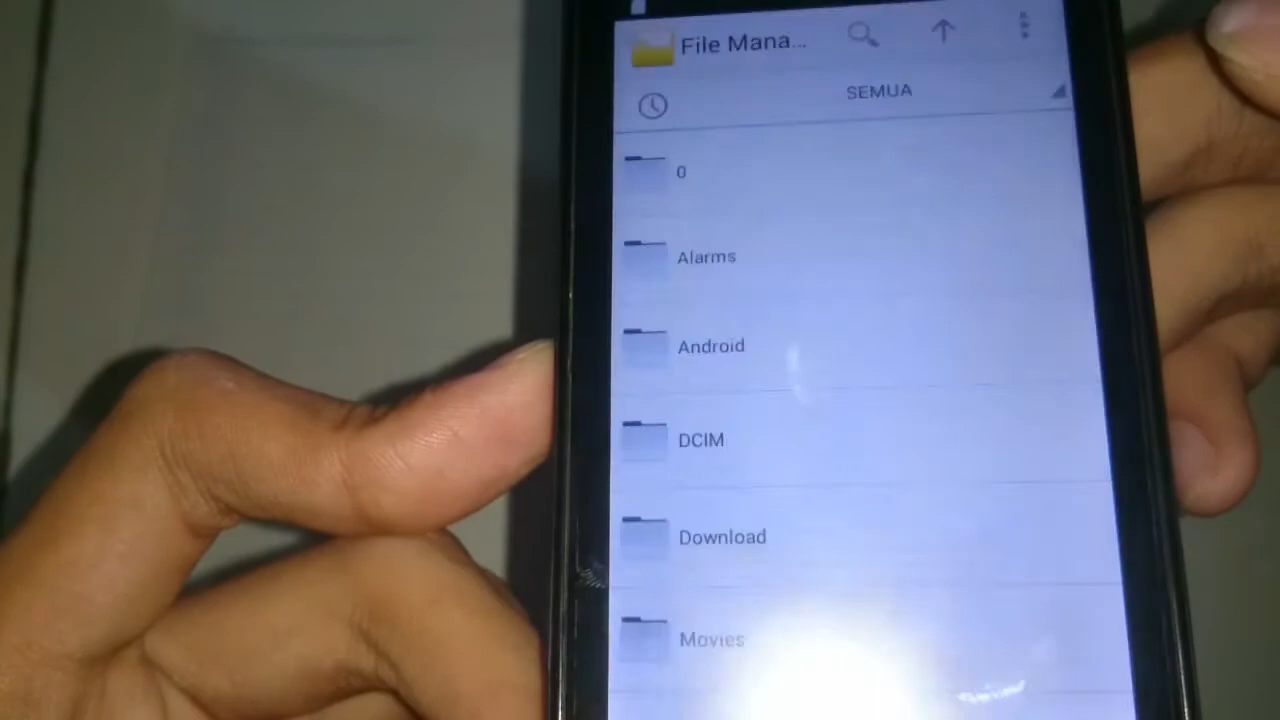 File Mana...
SEMUA
0
Alarms
Android
DCIM
Download
Movies